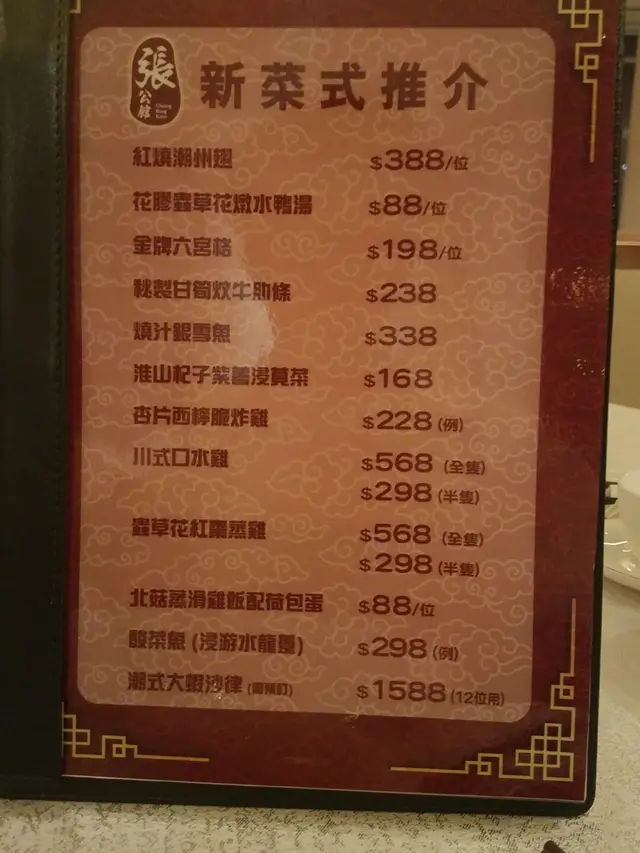 張公館
新菜式推介
紅燒潮州翅 $388/位
花膠蟲草花燉水鴨湯 $88/位
金牌六宮格 $198/位
秘製甘筍炆牛肋條 $238
燒汁銀雪魚 $338
淮山杞子紫薯浸莧菜 $168
杏片西檸脆炸雞 $228 (例)
川式口水雞 $568 (全隻)
$298 (半隻)
蟲草花紅棗蒸雞 $568 (全隻)
$298 (半隻)
北菇蒸滑雞飯配荷包蛋 $88/位
酸菜魚 (浸游水龍躉) $298 (例)
潮式大蝦沙律 (需預訂) $1588 (12位用)